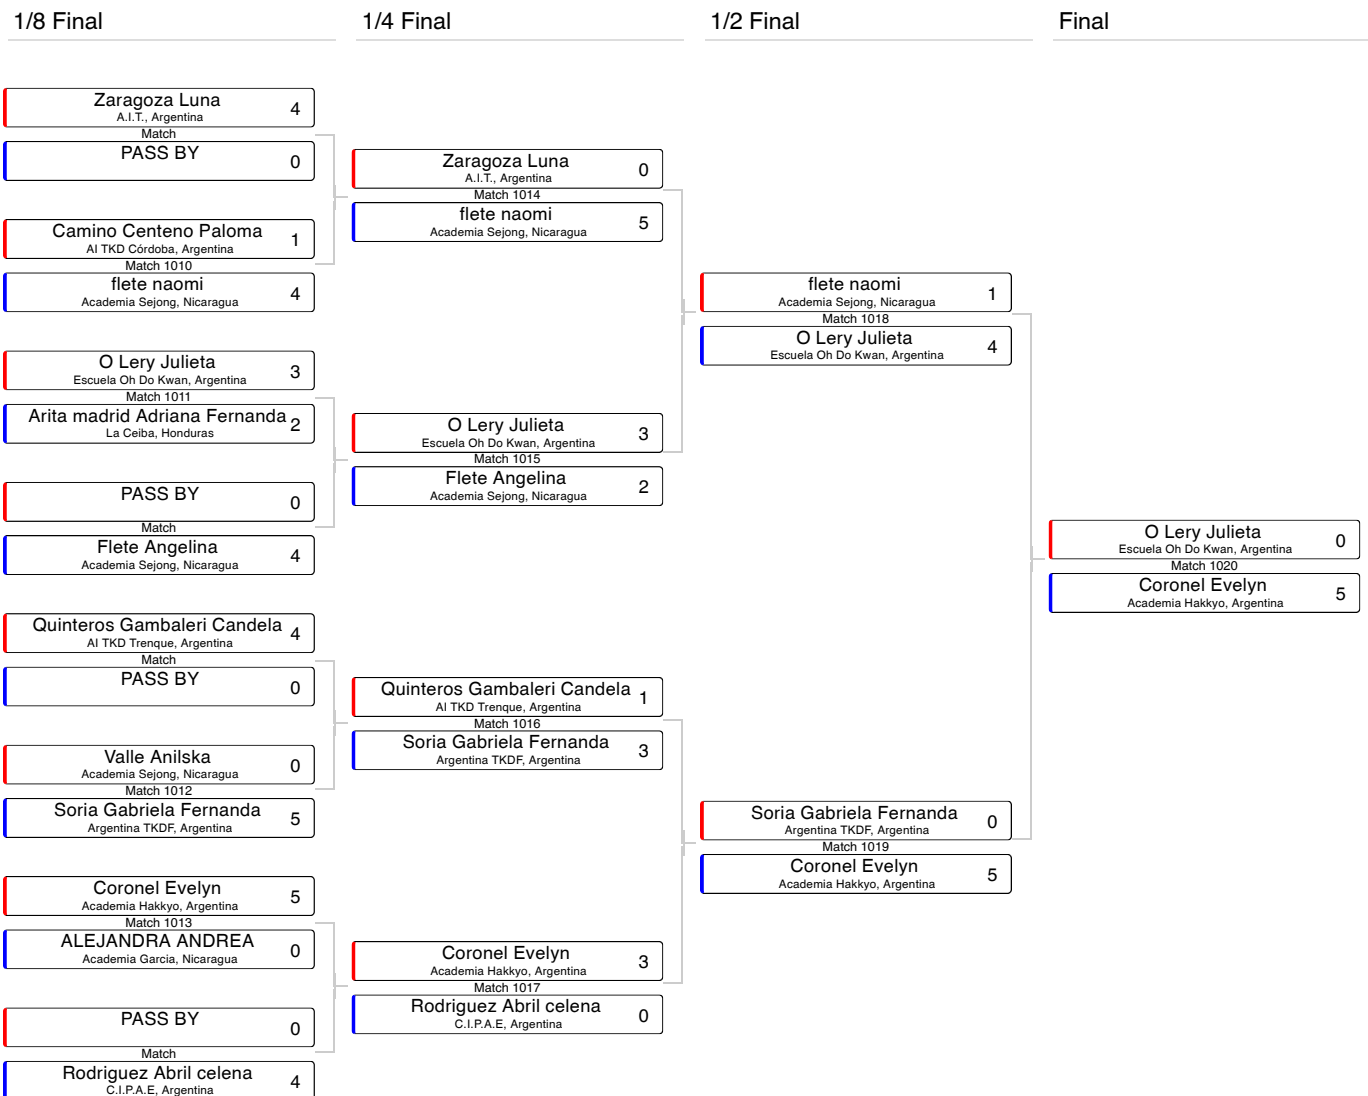 1/8 Final
1/4 Final
1/2 Final
Final
Zaragoza Luna 4
A.I.T., Argentina
Match
PASS BY 0
Camino Centeno Paloma 1
AI TKD Córdoba, Argentina
Match 1010
flete naomi 4
Academia Sejong, Nicaragua
O Lery Julieta 3
Escuela Oh Do Kwan, Argentina
Match 1011
Arita madrid Adriana Fernanda 2
La Ceiba, Honduras
PASS BY 0
Match
Flete Angelina 4
Academia Sejong, Nicaragua
Quinteros Gambaleri Candela 4
AI TKD Trenque, Argentina
Match
PASS BY 0
Valle Anilska 0
Academia Sejong, Nicaragua
Match 1012
Soria Gabriela Fernanda 5
Argentina TKDF, Argentina
Coronel Evelyn 5
Academia Hakkyo, Argentina
Match 1013
ALEJANDRA ANDREA 0
Academia Garcia, Nicaragua
PASS BY 0
Match
Rodriguez Abril celena 4
C.I.P.A.E, Argentina
Zaragoza Luna 0
A.I.T., Argentina
Match 1014
flete naomi 5
Academia Sejong, Nicaragua
O Lery Julieta 3
Escuela Oh Do Kwan, Argentina
Match 1015
Flete Angelina 2
Academia Sejong, Nicaragua
Quinteros Gambaleri Candela 1
AI TKD Trenque, Argentina
Match 1016
Soria Gabriela Fernanda 3
Argentina TKDF, Argentina
Coronel Evelyn 3
Academia Hakkyo, Argentina
Match 1017
Rodriguez Abril celena 0
C.I.P.A.E, Argentina
flete naomi 1
Academia Sejong, Nicaragua
Match 1018
O Lery Julieta 4
Escuela Oh Do Kwan, Argentina
Soria Gabriela Fernanda 0
Argentina TKDF, Argentina
Match 1019
Coronel Evelyn 5
Academia Hakkyo, Argentina
O Lery Julieta 0
Escuela Oh Do Kwan, Argentina
Match 1020
Coronel Evelyn 5
Academia Hakkyo, Argentina